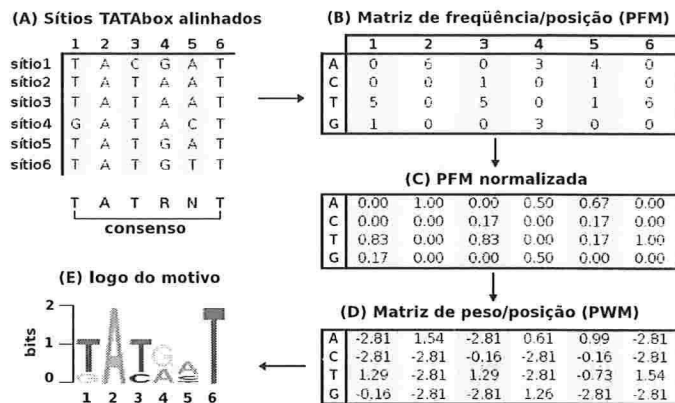 (A) Sítios TATAbox alinhados
1 2 3 4 5 6
sítio1 T A C G A T
sítio2 T A T A A T
sítio3 T A T A A T
sítio4 G A T A C T
sítio5 T A T G A T
sítio6 T A T G T T
T A T R N T
consenso
(B) Matriz de freqüência/posição (PFM)
1 2 3 4 5 6
A 0 6 0 3 4 0
C 0 0 1 0 1 0
T 5 0 5 0 1 6
G 1 0 0 3 0 0
(C) PFM normalizada
A 0.00 1.00 0.00 0.50 0.67 0.00
C 0.00 0.00 0.17 0.00 0.17 0.00
T 0.83 0.00 0.83 0.00 0.17 1.00
G 0.17 0.00 0.00 0.50 0.00 0.00
(D) Matriz de peso/posição (PWM)
A -2.81 1.54 -2.81 0.61 0.99 -2.81
C -2.81 -2.81 -0.16 -2.81 -0.16 -2.81
T 1.29 -2.81 1.29 -2.81 -0.73 1.54
G -0.16 -2.81 -2.81 1.26 -2.81 -2.81
(E) logo do motivo
bits
2
1
0
T A T G A T
G C A C
1 2 3 4 5 6